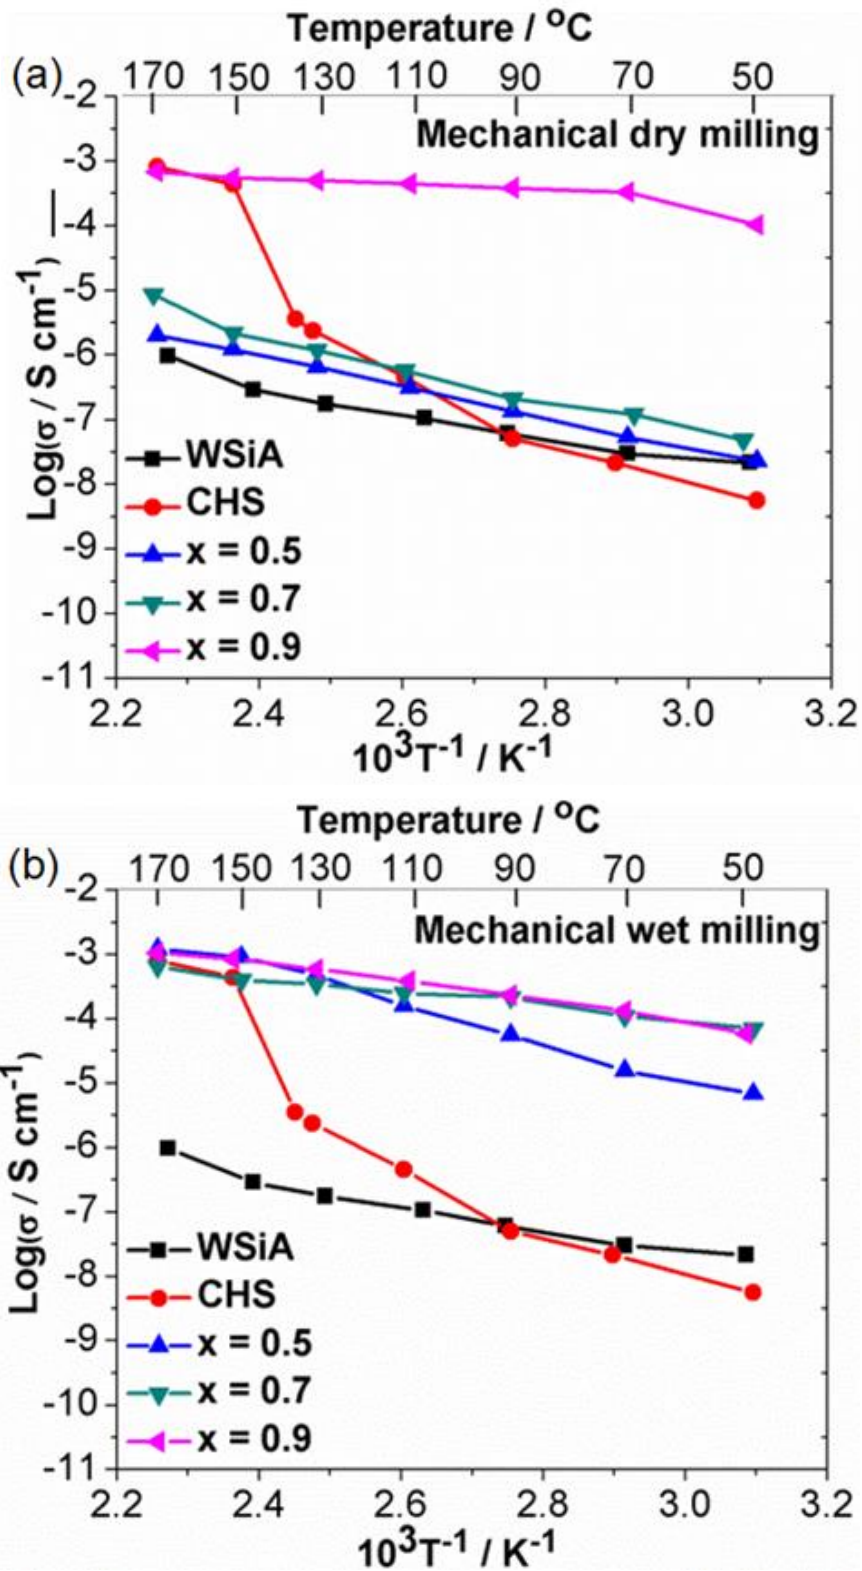 Temperature / ºC
(a)
170 150 130 110 90 70 50
Mechanical dry milling
-2
-3
-4
-5
-6
-7
-8
-9
-10
-11
Log(σ / S cm⁻¹)
WSiA
CHS
x = 0.5
x = 0.7
x = 0.9
2.2 2.4 2.6 2.8 3.0 3.2
10³T⁻¹ / K⁻¹
Temperature / ºC
(b)
170 150 130 110 90 70 50
Mechanical wet milling
-2
-3
-4
-5
-6
-7
-8
-9
-10
-11
Log(σ / S cm⁻¹)
WSiA
CHS
x = 0.5
x = 0.7
x = 0.9
2.2 2.4 2.6 2.8 3.0 3.2
10³T⁻¹ / K⁻¹